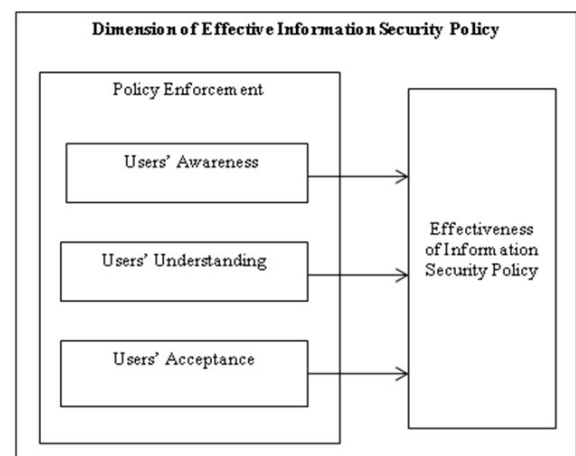 Dimension of Effective Information Security Policy
Policy Enforcement
Users' Awareness
Users' Understanding
Users' Acceptance
Effectiveness
of Information
Security Policy